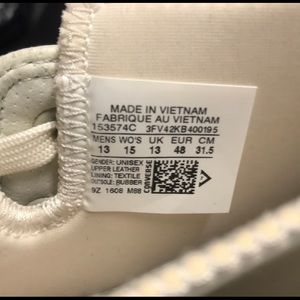 MADE IN VIETNAM
FABRIQUE AU VIETNAM
153574C 3FV42KB400195
MENS WO'S UK EUR CM
13 15 13 48 31.5
GENDER: UNISEX
UPPER: LEATHER
LINING: TEXTILE
OUTSOLE: RUBBER
9Z 1608 M88
CONVERSE